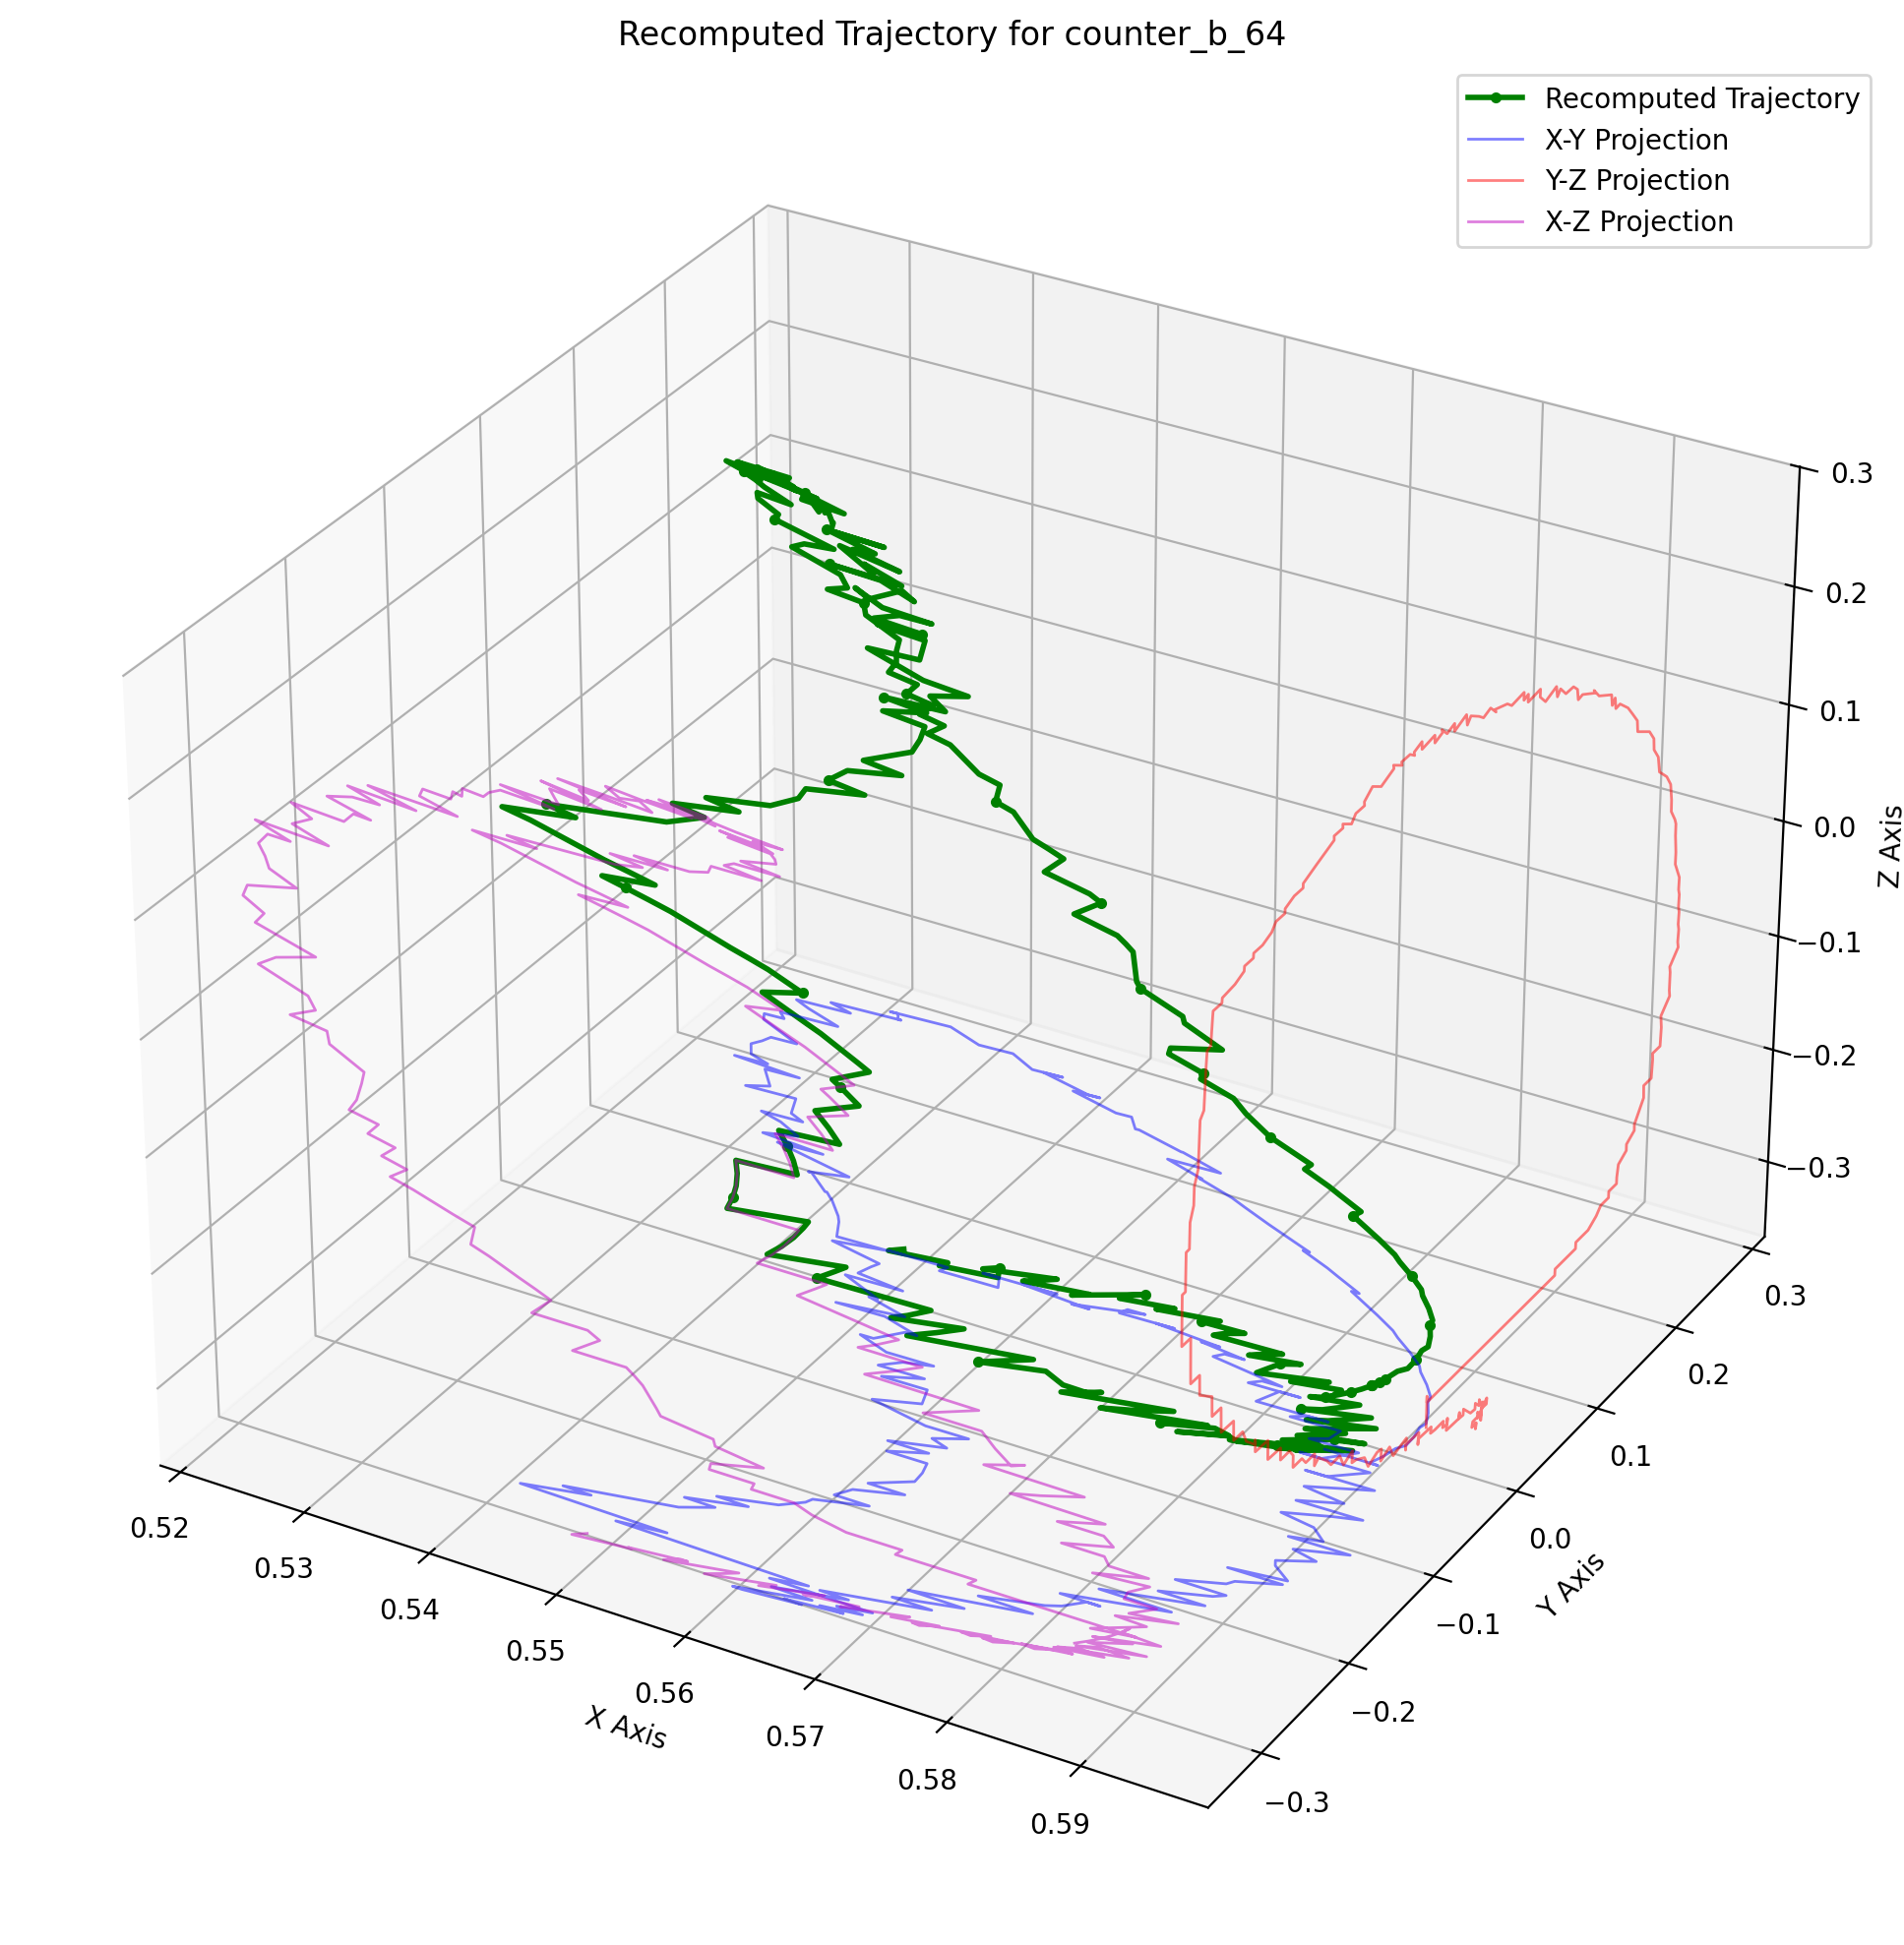 Recomputed Trajectory for counter_b_64
Recomputed Trajectory
X-Y Projection
Y-Z Projection
X-Z Projection
0.3
0.2
0.1
0.0
−0.1
−0.2
−0.3
Z Axis
0.3
0.2
0.1
0.0
−0.1
−0.2
−0.3
Y Axis
0.52
0.53
0.54
0.55
0.56
0.57
0.58
0.59
X Axis